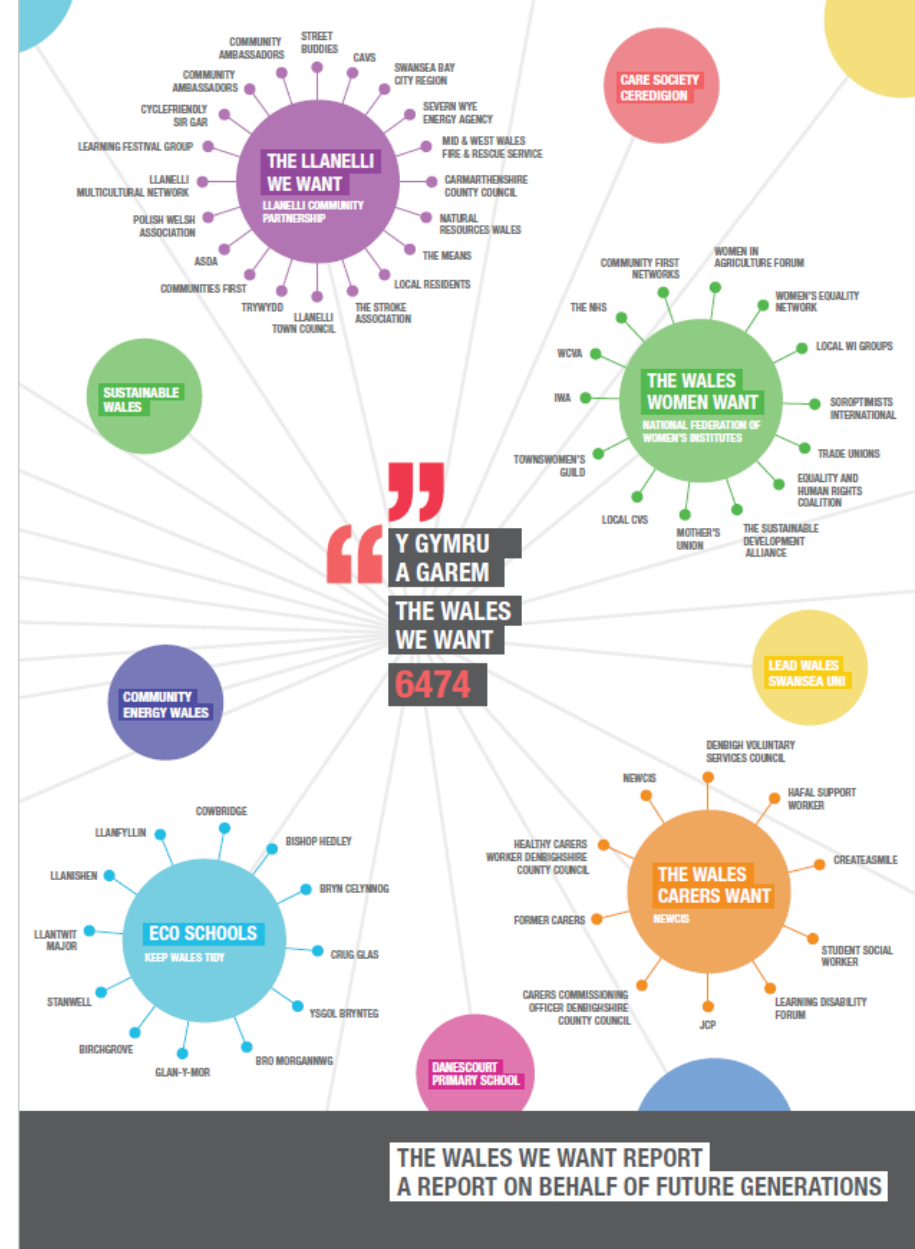 STREET
BUDDIES
COMMUNITY
AMBASSADORS
CAVS
COMMUNITY
AMBASSADORS
SWANSEA BAY
CITY REGION
CYCLEFRIENDLY
SIR GAR
SEVERN WYE
ENERGY AGENCY
LEARNING FESTIVAL GROUP
MID & WEST WALES
FIRE & RESCUE SERVICE
THE LLANELLI
WE WANT
LLANELLI COMMUNITY
PARTNERSHIP
LLANELLI
MULTICULTURAL NETWORK
CARMARTHENSHIRE
COUNTY COUNCIL
POLISH WELSH
ASSOCIATION
NATURAL
RESOURCES WALES
ASDA
THE MEANS
COMMUNITIES FIRST
LOCAL RESIDENTS
TRYWYDD
LLANELLI
TOWN COUNCIL
THE STROKE
ASSOCIATION
CARE SOCIETY
CEREDIGION
SUSTAINABLE
WALES
COMMUNITY FIRST
NETWORKS
WOMEN IN
AGRICULTURE FORUM
THE NHS
WOMEN'S EQUALITY
NETWORK
WCVA
LOCAL WI GROUPS
THE WALES
WOMEN WANT
NATIONAL FEDERATION OF
WOMEN'S INSTITUTES
IWA
SOROPTIMISTS
INTERNATIONAL
TOWNSWOMEN'S
GUILD
TRADE UNIONS
EQUALITY AND
HUMAN RIGHTS
COALITION
LOCAL CVS
MOTHER'S
UNION
THE SUSTAINABLE
DEVELOPMENT
ALLIANCE
Y GYMRU
A GAREM
THE WALES
WE WANT
6474
COMMUNITY
ENERGY WALES
LEAD WALES
SWANSEA UNI
COWBRIDGE
LLANFYLLIN
BISHOP HEDLEY
LLANISHEN
BRYN CELYNNOG
LLANTWIT
MAJOR
ECO SCHOOLS
KEEP WALES TIDY
CRUG GLAS
STANWELL
YSGOL BRYNTEG
BIRCHGROVE
GLAN-Y-MOR
BRO MORGANNWG
DENBIGH VOLUNTARY
SERVICES COUNCIL
NEWCIS
HAFAL SUPPORT
WORKER
HEALTHY CARERS
WORKER DENBIGHSHIRE
COUNTY COUNCIL
CREATEASMILE
THE WALES
CARERS WANT
NEWCIS
FORMER CARERS
STUDENT SOCIAL
WORKER
CARERS COMMISSIONING
OFFICER DENBIGHSHIRE
COUNTY COUNCIL
JCP
LEARNING DISABILITY
FORUM
DANESCOURT
PRIMARY SCHOOL
THE WALES WE WANT REPORT
A REPORT ON BEHALF OF FUTURE GENERATIONS